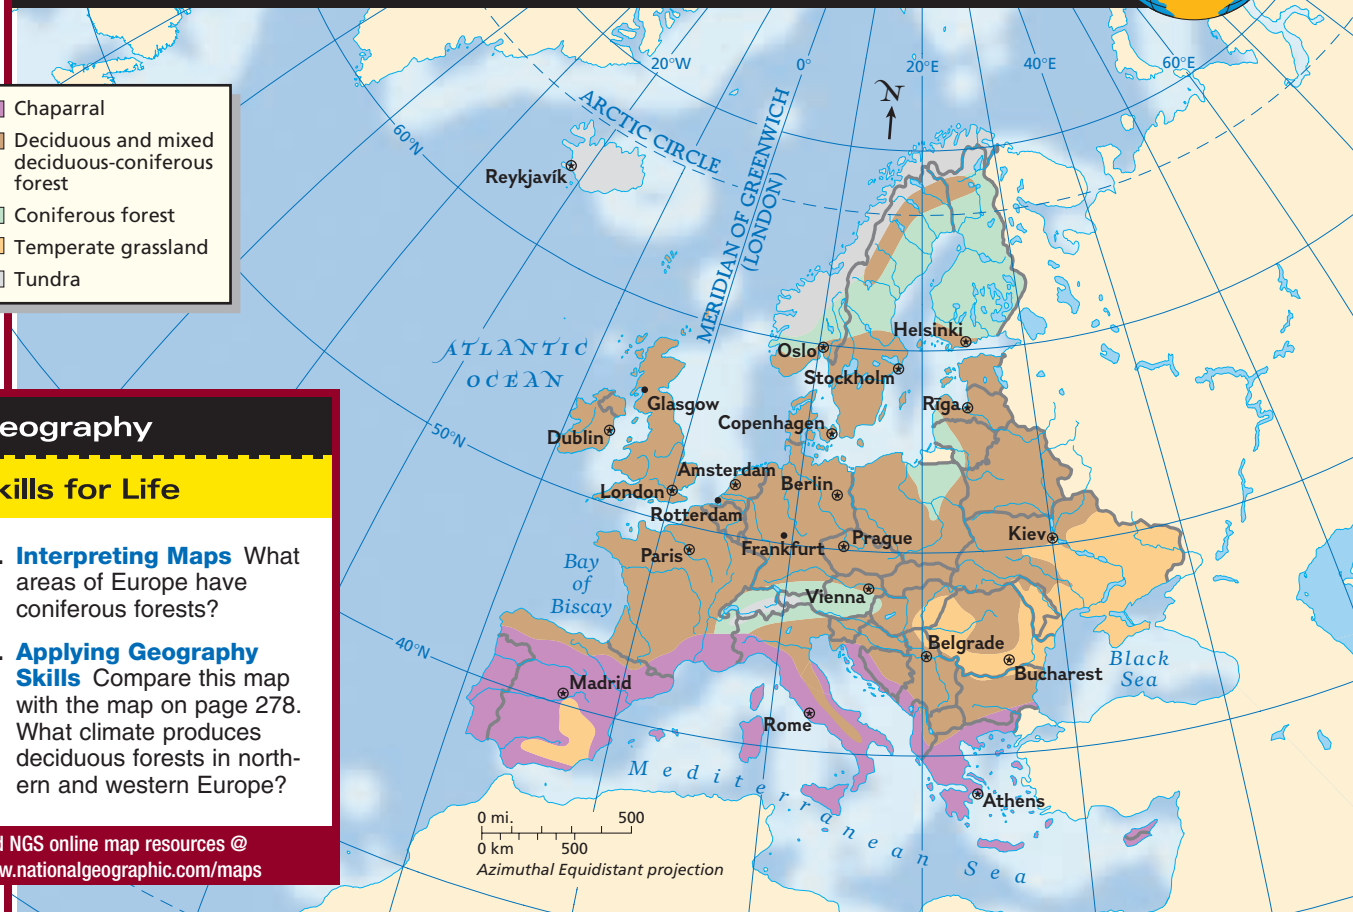 Chaparral
Deciduous and mixed
deciduous-coniferous
forest
Coniferous forest
Temperate grassland
Tundra
eography
kills for Life
. Interpreting Maps What
areas of Europe have
coniferous forests?
. Applying Geography
Skills Compare this map
with the map on page 278.
What climate produces
deciduous forests in north-
ern and western Europe?
d NGS online map resources @
w.nationalgeographic.com/maps
20°W
0°
20°E
40°E
60°E
N
60°N
50°N
40°N
ARCTIC CIRCLE
MERIDIAN OF GREENWICH
(LONDON)
Reykjavík
ATLANTIC
OCEAN
Helsinki
Oslo
Stockholm
Glasgow
Rīga
Copenhagen
Dublin
Amsterdam
London
Berlin
Rotterdam
Kiev
Prague
Frankfurt
Paris
Bay
of
Biscay
Vienna
Belgrade
Bucharest
Black
Sea
Madrid
Rome
Mediterranean Sea
Athens
0 mi. 500
0 km 500
Azimuthal Equidistant projection